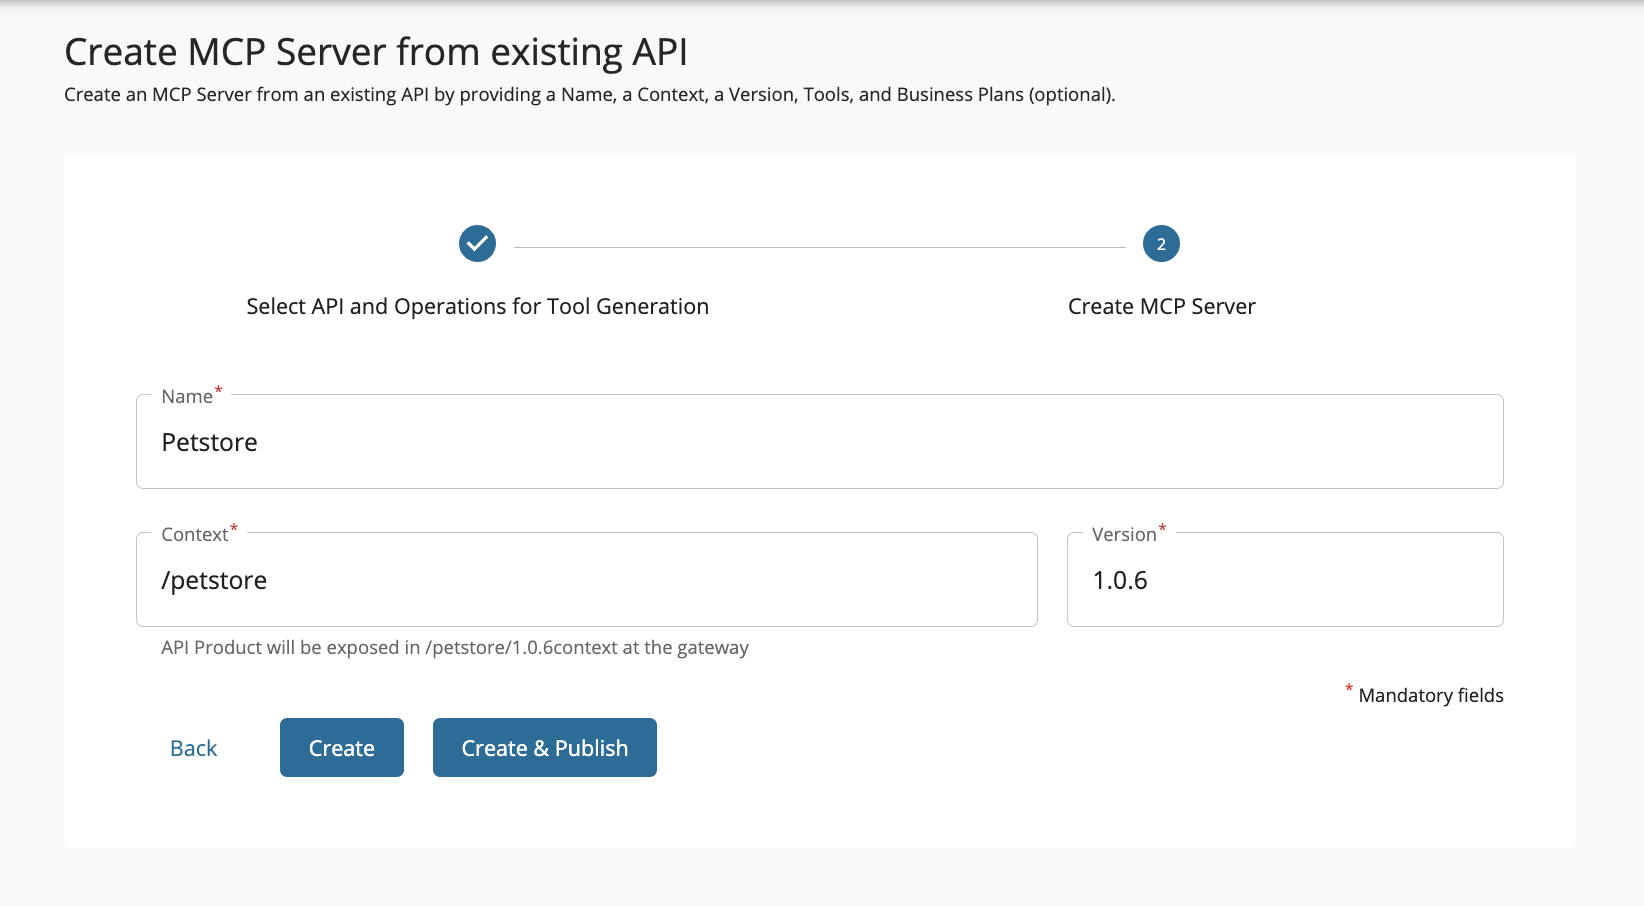 Create MCP Server from existing API
Create an MCP Server from an existing API by providing a Name, a Context, a Version, Tools, and Business Plans (optional).
2
Select API and Operations for Tool Generation
Create MCP Server
Name*
Petstore
Context*
Version*
/petstore
1.0.6
API Product will be exposed in /petstore/1.0.6context at the gateway
* Mandatory fields
Back
Create
Create & Publish